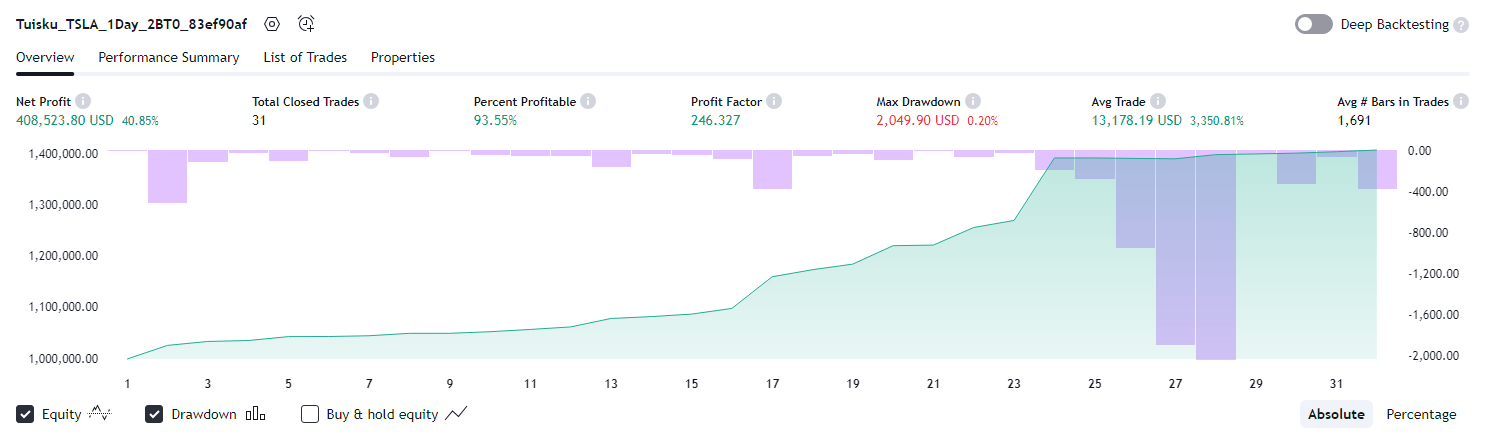 Tuisku_TSLA_1Day_2BT0_83ef90af
Deep Backtesting ?
Overview Performance Summary List of Trades Properties
Net Profit Total Closed Trades Percent Profitable Profit Factor Max Drawdown Avg Trade Avg # Bars in Trades
408,523.80 USD 40.85% 31 93.55% 246.327 2,049.90 USD 0.20% 13,178.19 USD 3,350.81% 1,691
1,400,000.00 0.00
1,300,000.00 -400.00
1,200,000.00 -800.00
-1,200.00
1,100,000.00 -1,600.00
1,000,000.00 -2,000.00
1 3 5 7 9 11 13 15 17 19 21 23 25 27 29 31
Equity Drawdown Buy & hold equity Absolute Percentage